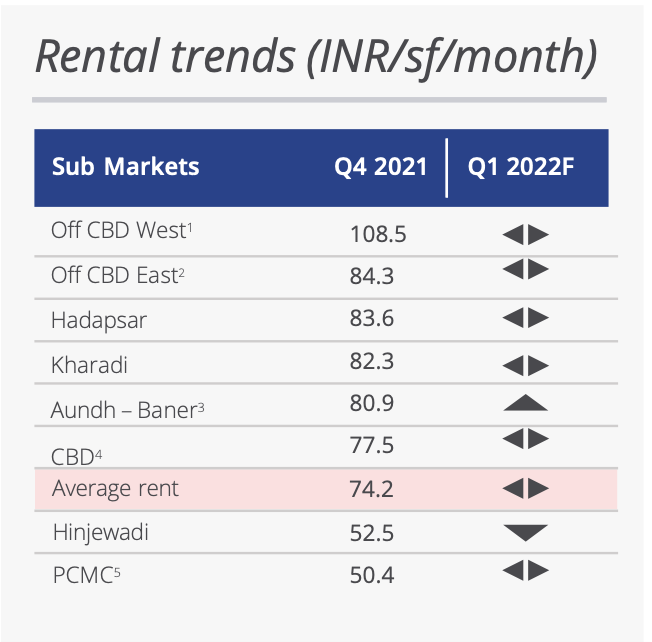 Rental trends (INR/sf/month)
Sub Markets Q4 2021 Q1 2022F
Off CBD West¹ 108.5 ◀▶
Off CBD East² 84.3 ◀▶
Hadapsar 83.6 ◀▶
Kharadi 82.3 ◀▶
Aundh – Baner³ 80.9 ▲
CBD⁴ 77.5 ◀▶
Average rent 74.2 ◀▶
Hinjewadi 52.5 ▼
PCMC⁵ 50.4 ◀▶